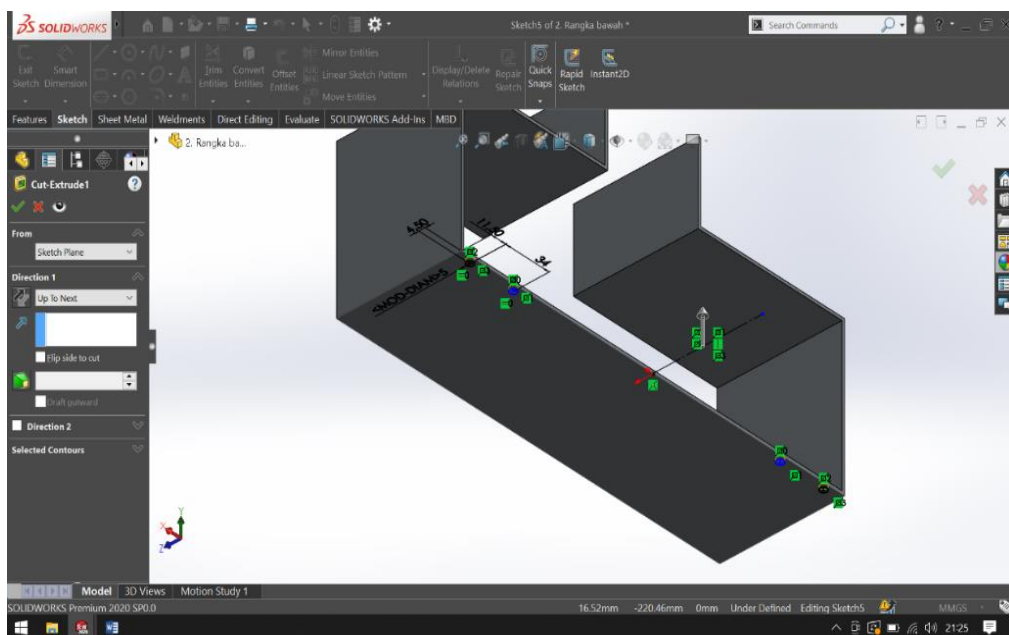 SOLIDWORKS
Sketch5 of 2. Rangka bawah *
Search Commands
Exit Sketch
Smart Dimension
Trim Entities
Convert Entities
Offset Entities
Mirror Entities
Linear Sketch Pattern
Move Entities
Display/Delete Relations
Repair Sketch
Quick Snaps
Rapid Sketch
Instant2D
Features Sketch Sheet Metal Weldments Direct Editing Evaluate SOLIDWORKS Add-Ins MBD
2. Rangka ba...
Cut-Extrude1
From
Sketch Plane
Direction 1
Up To Next
Flip side to cut
Draft outward
Direction 2
Selected Contours
4.50
34
<MOD-DIAM>5
Y
X
Z
Model 3D Views Motion Study 1
SOLIDWORKS Premium 2020 SP0.0
16.52mm -220.46mm 0mm Under Defined Editing Sketch5 MMGS
21:25